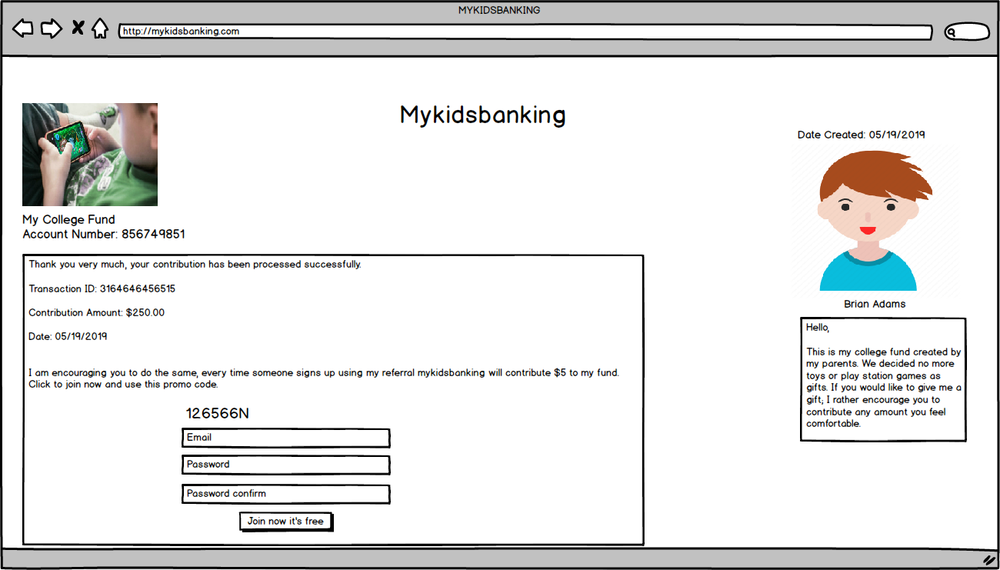 MYKIDSBANKING
http://mykidsbanking.com
Mykidsbanking
Date Created: 05/19/2019
My College Fund
Account Number: 856749851
Thank you very much, your contribution has been processed successfully.
Transaction ID: 3164646456515
Contribution Amount: $250.00
Date: 05/19/2019
I am encouraging you to do the same, every time someone signs up using my referral mykidsbanking will contribute $5 to my fund.
Click to join now and use this promo code.
126566N
Email
Password
Password confirm
Join now it's free
Brian Adams
Hello,
This is my college fund created by
my parents. We decided no more
toys or play station games as
gifts. If you would like to give me a
gift; I rather encourage you to
contribute any amount you feel
comfortable.